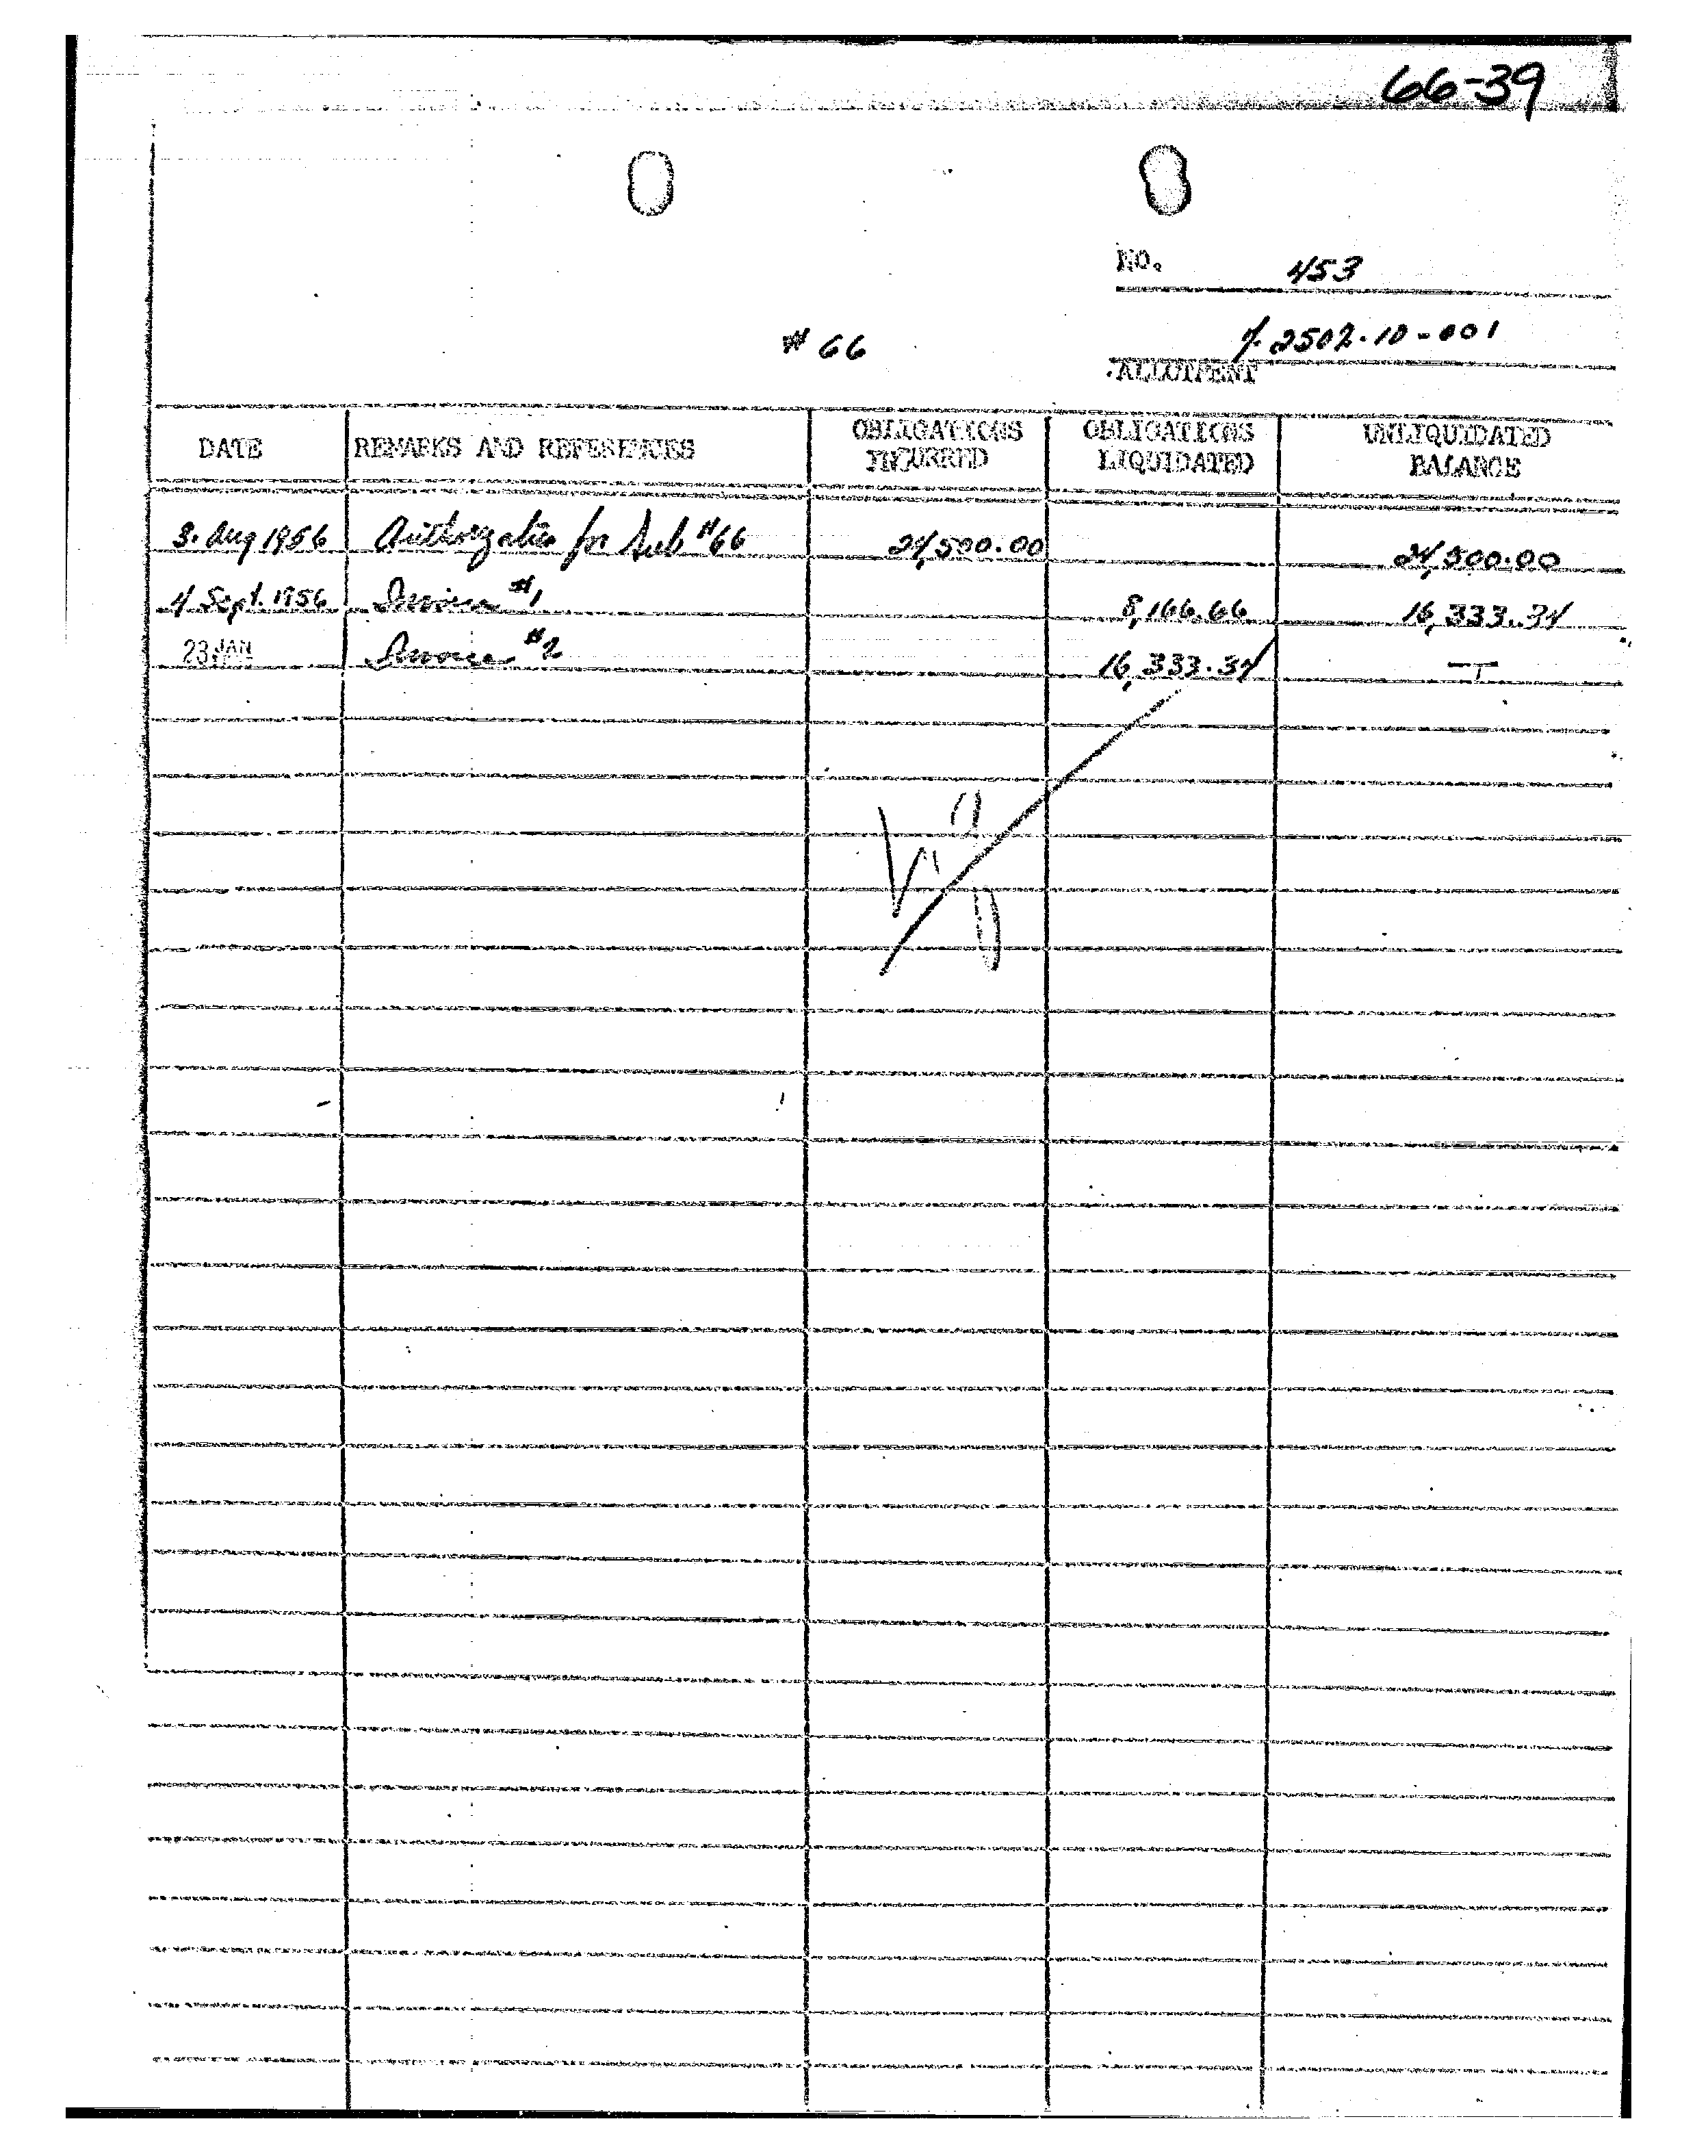 66-39
NO. 453
# 66
7-2502-10-001
ALLOTMENT
DATE REMARKS AND REFERENCES OBLIGATIONS INCURRED OBLIGATIONS LIQUIDATED UNLIQUIDATED BALANCE
3. Aug 1956 Authorization for Sub #66 24,500.00 24,500.00
4 Sept. 1956 Invoice #1 8,166.66 16,333.34
23 JAN Invoice #2 16,333.34 —